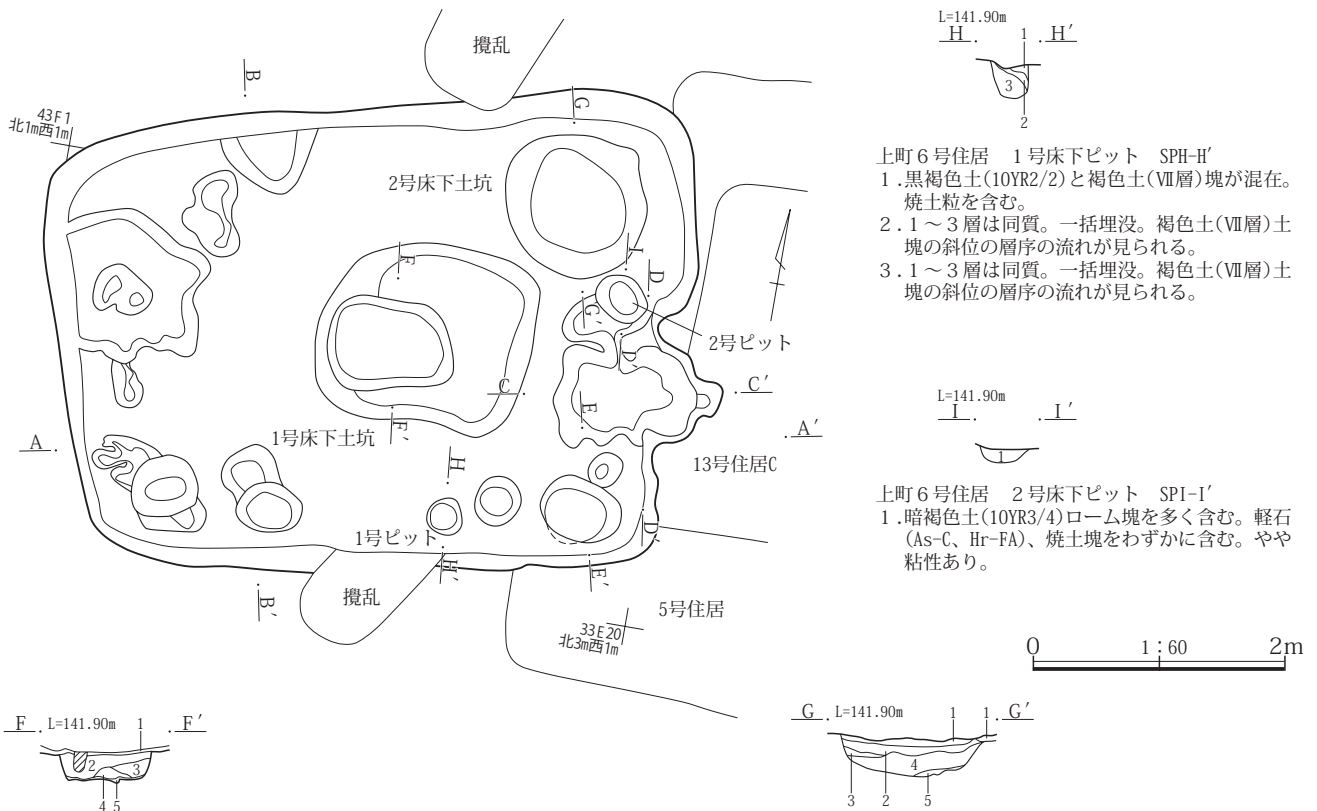 攪乱
B
G
43F1
北1m西1m
2号床下土坑
F
I
D
G′
2号ピット
D′
C
C′
E
A
A′
1号床下土坑
F′
13号住居C
H
1号ピット
D′
H′
E′
攪乱
B′
5号住居
33E20
北3m西1m
L=141.90m
H
1
H′
3
2
上町6号住居　1号床下ピット　SPH-H′
1.黒褐色土(10YR2/2)と褐色土(Ⅶ層)塊が混在。
焼土粒を含む。
2.1～3層は同質。一括埋没。褐色土(Ⅶ層)土
塊の斜位の層序の流れが見られる。
3.1～3層は同質。一括埋没。褐色土(Ⅶ層)土
塊の斜位の層序の流れが見られる。
L=141.90m
I
I′
1
上町6号住居　2号床下ピット　SPI-I′
1.暗褐色土(10YR3/4)ローム塊を多く含む。軽石
(As-C、Hr-FA)、焼土塊をわずかに含む。やや
粘性あり。
0
1：60
2m
F
L=141.90m
1
F′
2
3
4
5
G
L=141.90m
1
1
G′
4
3
2
5